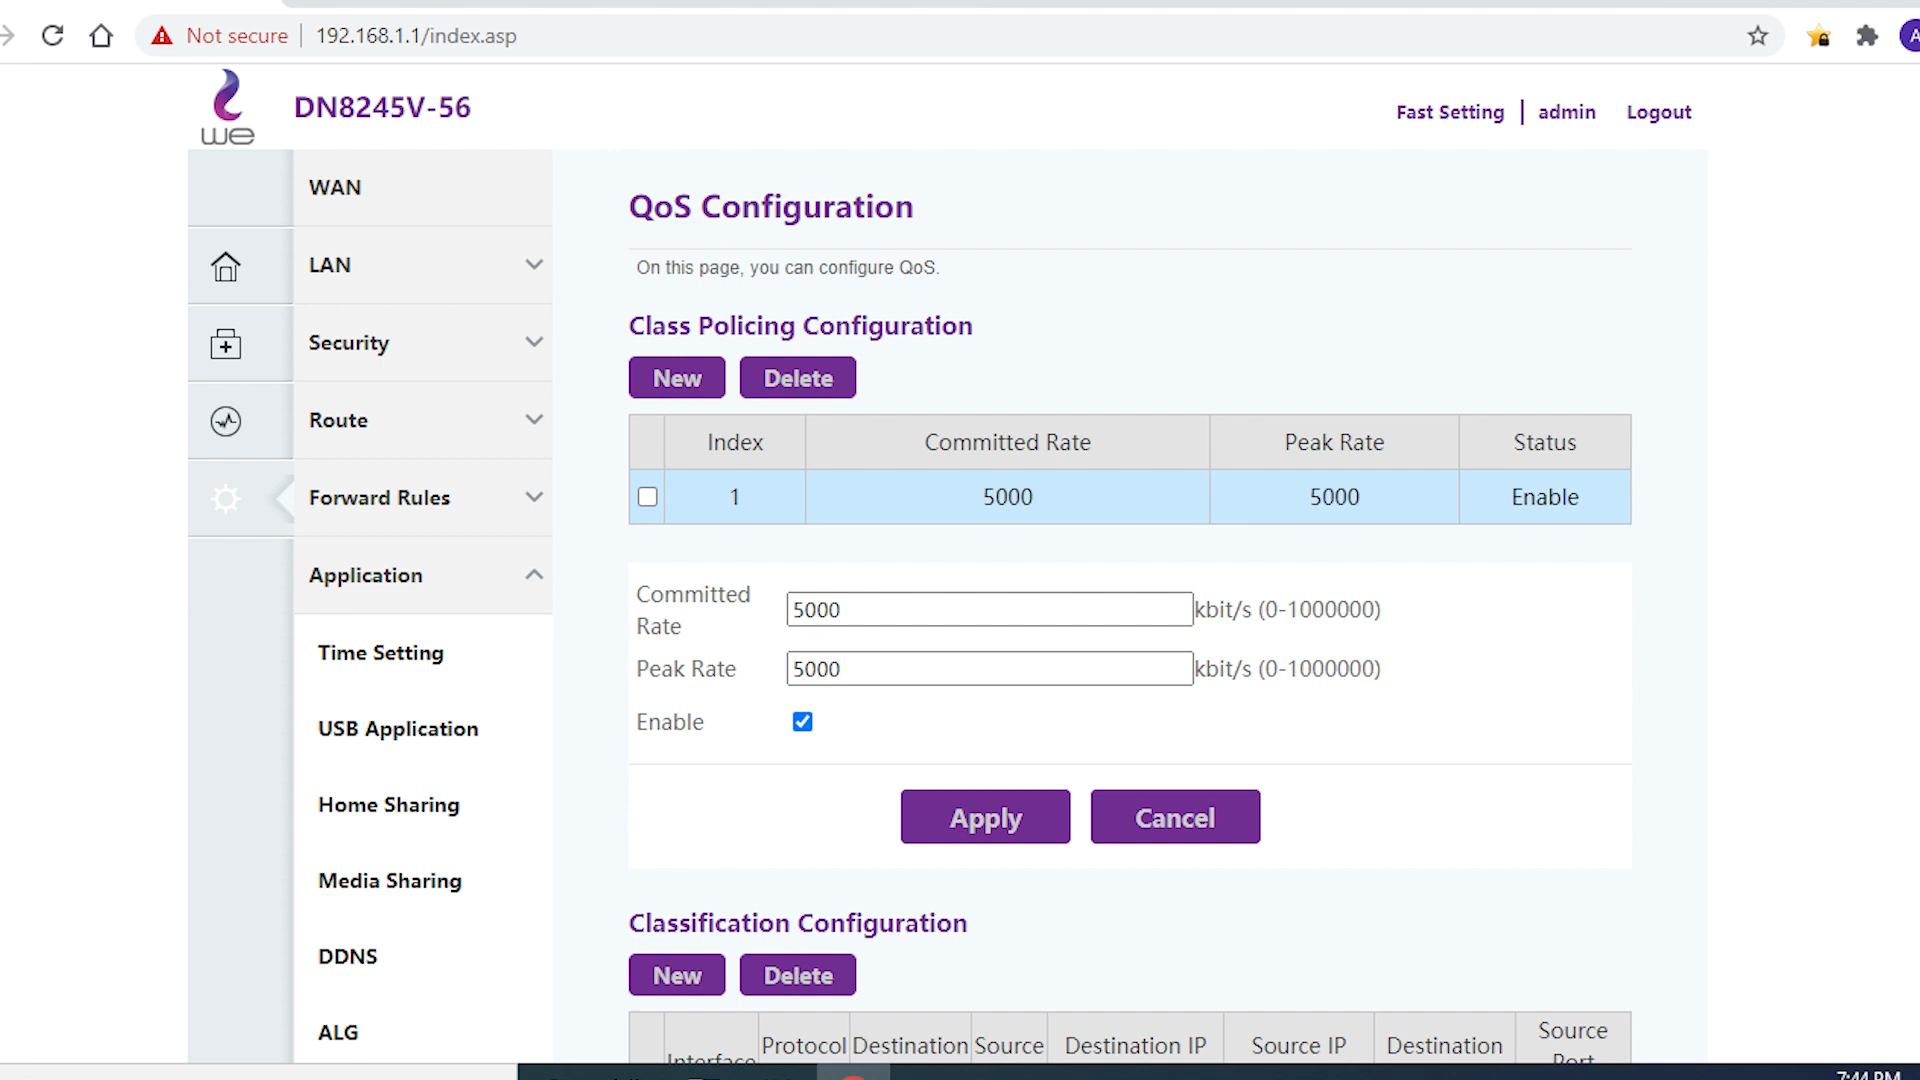 Not secure | 192.168.1.1/index.asp
A
we
DN8245V-56
Fast Setting | admin Logout
WAN
LAN
Security
Route
Forward Rules
Application
Time Setting
USB Application
Home Sharing
Media Sharing
DDNS
ALG
QoS Configuration
On this page, you can configure QoS.
Class Policing Configuration
New Delete
Index Committed Rate Peak Rate Status
1 5000 5000 Enable
Committed
Rate
5000 kbit/s (0-1000000)
Peak Rate 5000 kbit/s (0-1000000)
Enable
Apply Cancel
Classification Configuration
New Delete
Interface Protocol Destination Source Destination IP Source IP Destination Source
Port
7:44 PM